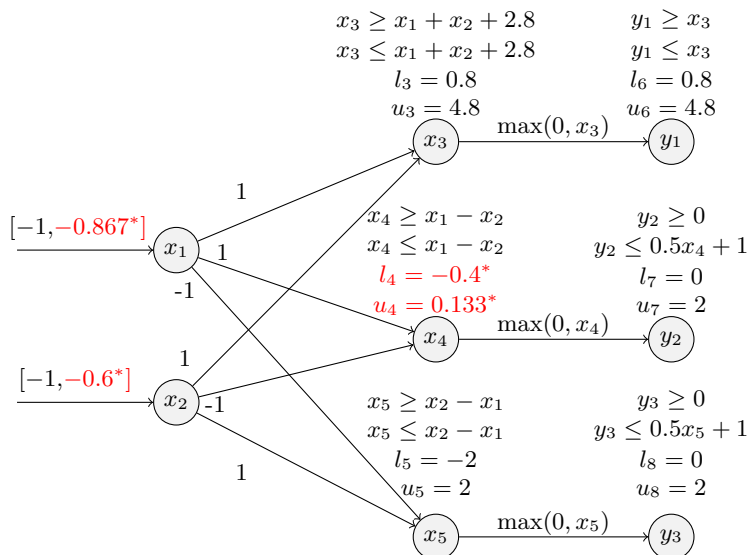 x₃ ≥ x₁ + x₂ + 2.8
x₃ ≤ x₁ + x₂ + 2.8
l₃ = 0.8
u₃ = 4.8
x₃
max(0, x₃)
y₁ ≥ x₃
y₁ ≤ x₃
l₆ = 0.8
u₆ = 4.8
y₁
[−1,−0.867*]
x₁
1
1
-1
x₄ ≥ x₁ − x₂
x₄ ≤ x₁ − x₂
l₄ = −0.4*
u₄ = 0.133*
x₄
max(0, x₄)
y₂ ≥ 0
y₂ ≤ 0.5x₄ + 1
l₇ = 0
u₇ = 2
y₂
[−1,−0.6*]
x₂
1
-1
1
x₅ ≥ x₂ − x₁
x₅ ≤ x₂ − x₁
l₅ = −2
u₅ = 2
x₅
max(0, x₅)
y₃ ≥ 0
y₃ ≤ 0.5x₅ + 1
l₈ = 0
u₈ = 2
y₃